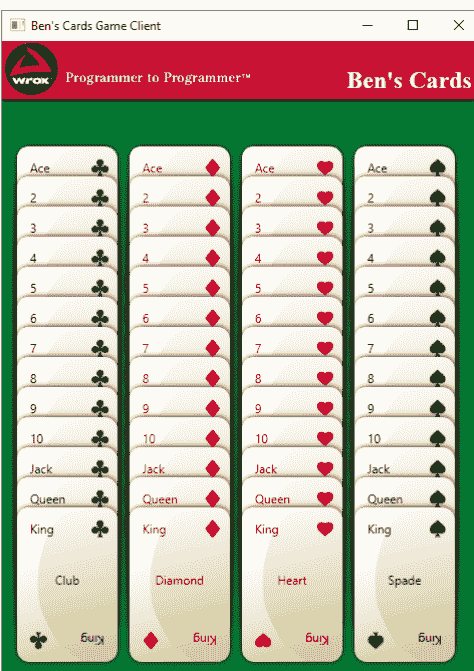 Ben's Cards Game Client
wrox
Programmer to Programmer™
Ben's Cards
Ace Ace Ace Ace
2 2 2 2
3 3 3 3
4 4 4 4
5 5 5 5
6 6 6 6
7 7 7 7
8 8 8 8
9 9 9 9
10 10 10 10
Jack Jack Jack Jack
Queen Queen Queen Queen
King King King King
Club Diamond Heart Spade
King King King King